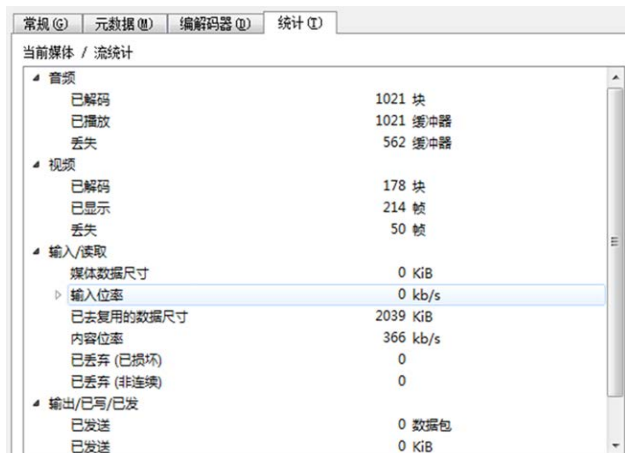 常规(G) 元数据(M) 编解码器(D) 统计(T)
当前媒体 / 流统计
音频
已解码 1021 块
已播放 1021 缓冲器
丢失 562 缓冲器
视频
已解码 178 块
已显示 214 帧
丢失 50 帧
输入/读取
媒体数据尺寸 0 KiB
输入位率 0 kb/s
已去复用的数据尺寸 2039 KiB
内容位率 366 kb/s
已丢弃 (已损坏) 0
已丢弃 (非连续) 0
输出/已写/已发
已发送 0 数据包
已发送 0 KiB